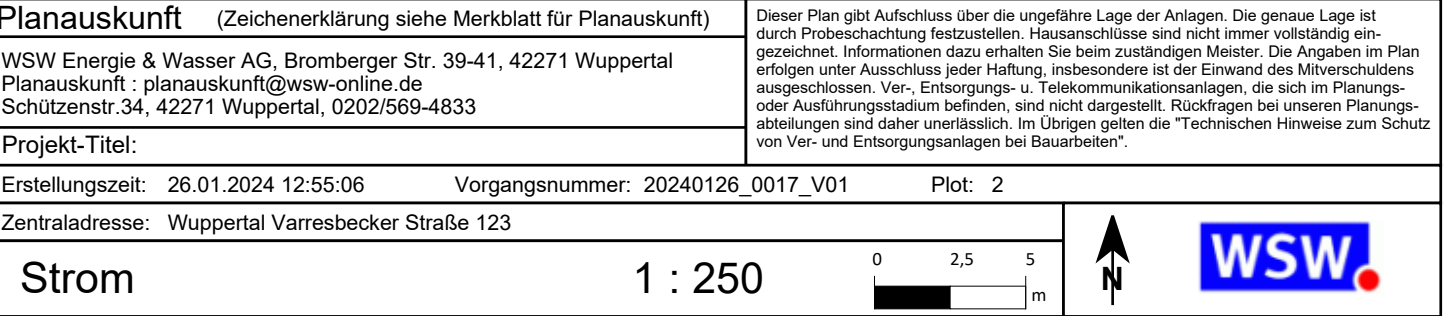 Planauskunft (Zeichenerklärung siehe Merkblatt für Planauskunft)
WSW Energie & Wasser AG, Bromberger Str. 39-41, 42271 Wuppertal
Planauskunft : planauskunft@wsw-online.de
Schützenstr.34, 42271 Wuppertal, 0202/569-4833
Projekt-Titel:
Dieser Plan gibt Aufschluss über die ungefähre Lage der Anlagen. Die genaue Lage ist
durch Probeschachtung festzustellen. Hausanschlüsse sind nicht immer vollständig ein-
gezeichnet. Informationen dazu erhalten Sie beim zuständigen Meister. Die Angaben im Plan
erfolgen unter Ausschluss jeder Haftung, insbesondere ist der Einwand des Mitverschuldens
ausgeschlossen. Ver-, Entsorgungs- u. Telekommunikationsanlagen, die sich im Planungs-
oder Ausführungsstadium befinden, sind nicht dargestellt. Rückfragen bei unseren Planungs-
abteilungen sind daher unerlässlich. Im Übrigen gelten die "Technischen Hinweise zum Schutz
von Ver- und Entsorgungsanlagen bei Bauarbeiten".
Erstellungszeit: 26.01.2024 12:55:06 Vorgangsnummer: 20240126_0017_V01 Plot: 2
Zentraladresse: Wuppertal Varresbecker Straße 123
Strom 1 : 250
0 2,5 5
m
N
WSW.